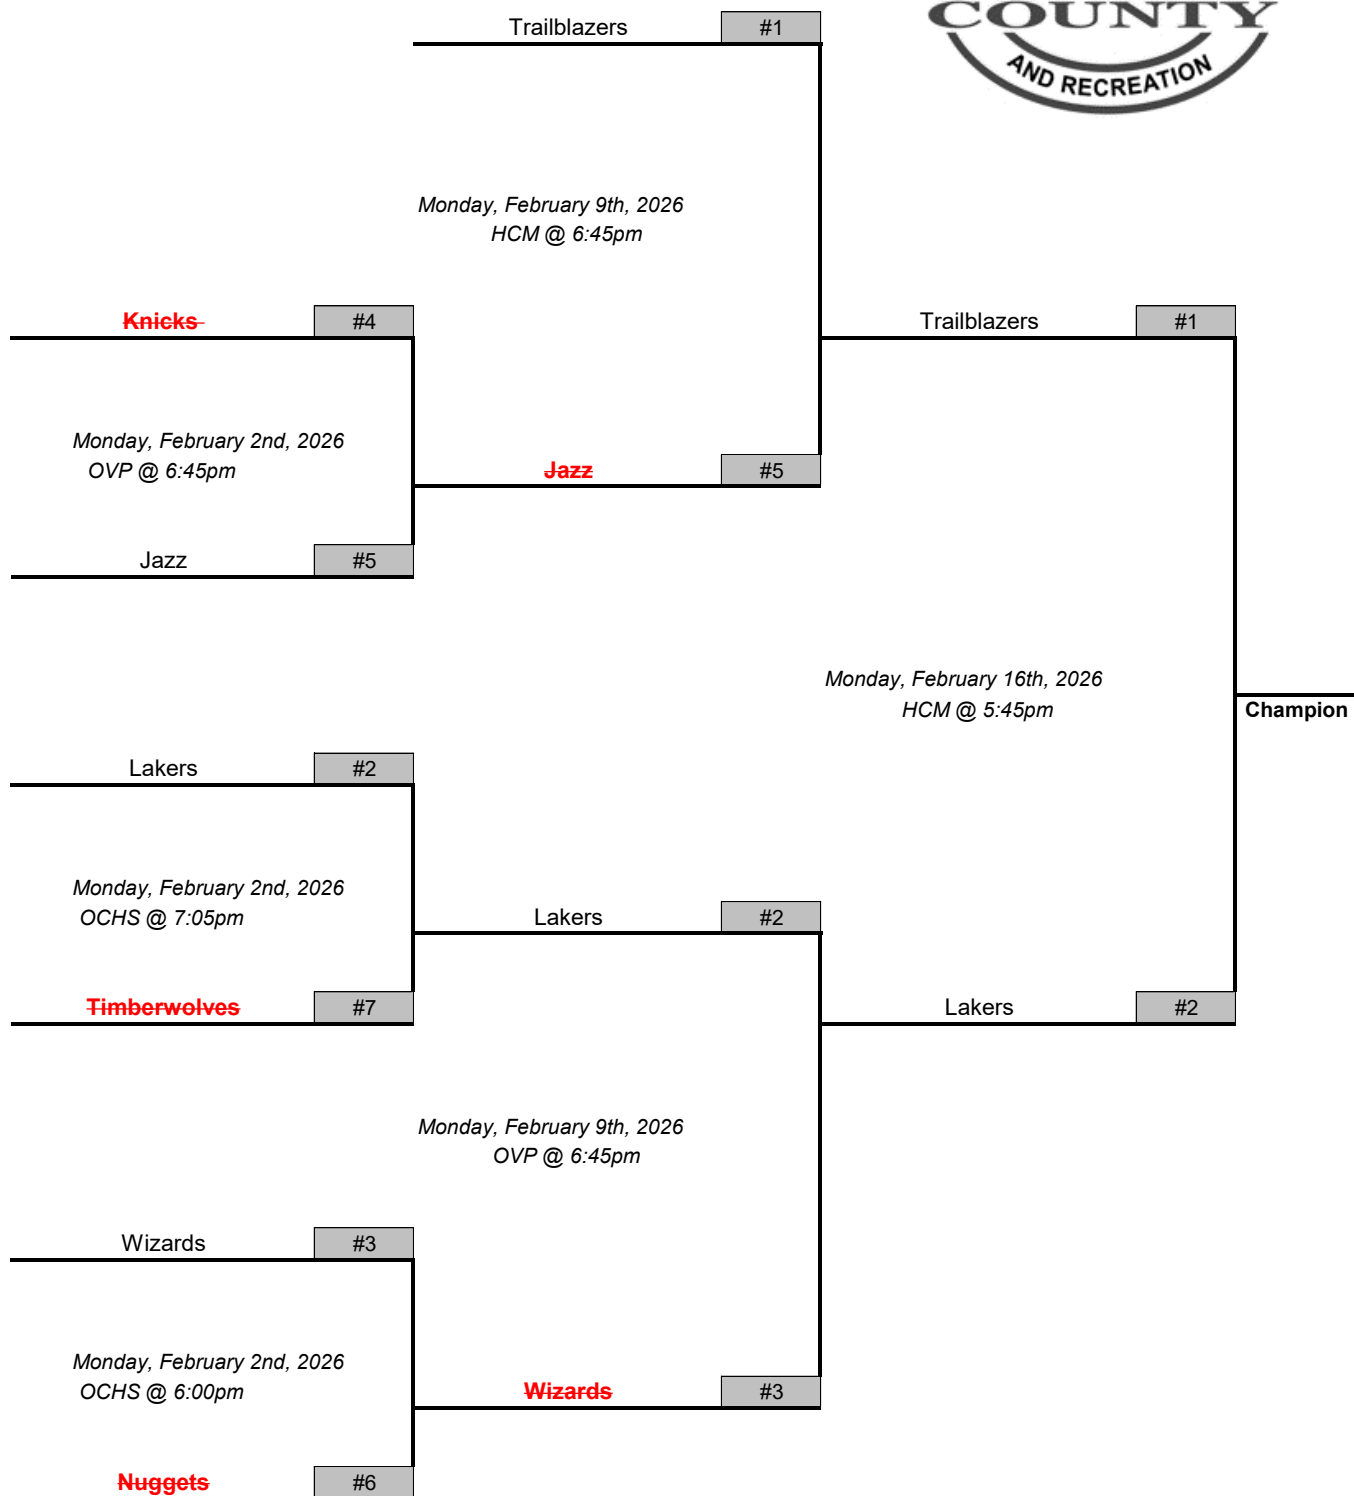 COUNTY
AND RECREATION
Trailblazers #1
Monday, February 9th, 2026
HCM @ 6:45pm
Knicks #4
Trailblazers #1
Monday, February 2nd, 2026
OVP @ 6:45pm
Jazz #5
Jazz #5
Monday, February 16th, 2026
HCM @ 5:45pm
Champion
Lakers #2
Monday, February 2nd, 2026
OCHS @ 7:05pm
Lakers #2
Timberwolves #7
Lakers #2
Monday, February 9th, 2026
OVP @ 6:45pm
Wizards #3
Monday, February 2nd, 2026
OCHS @ 6:00pm
Wizards #3
Nuggets #6